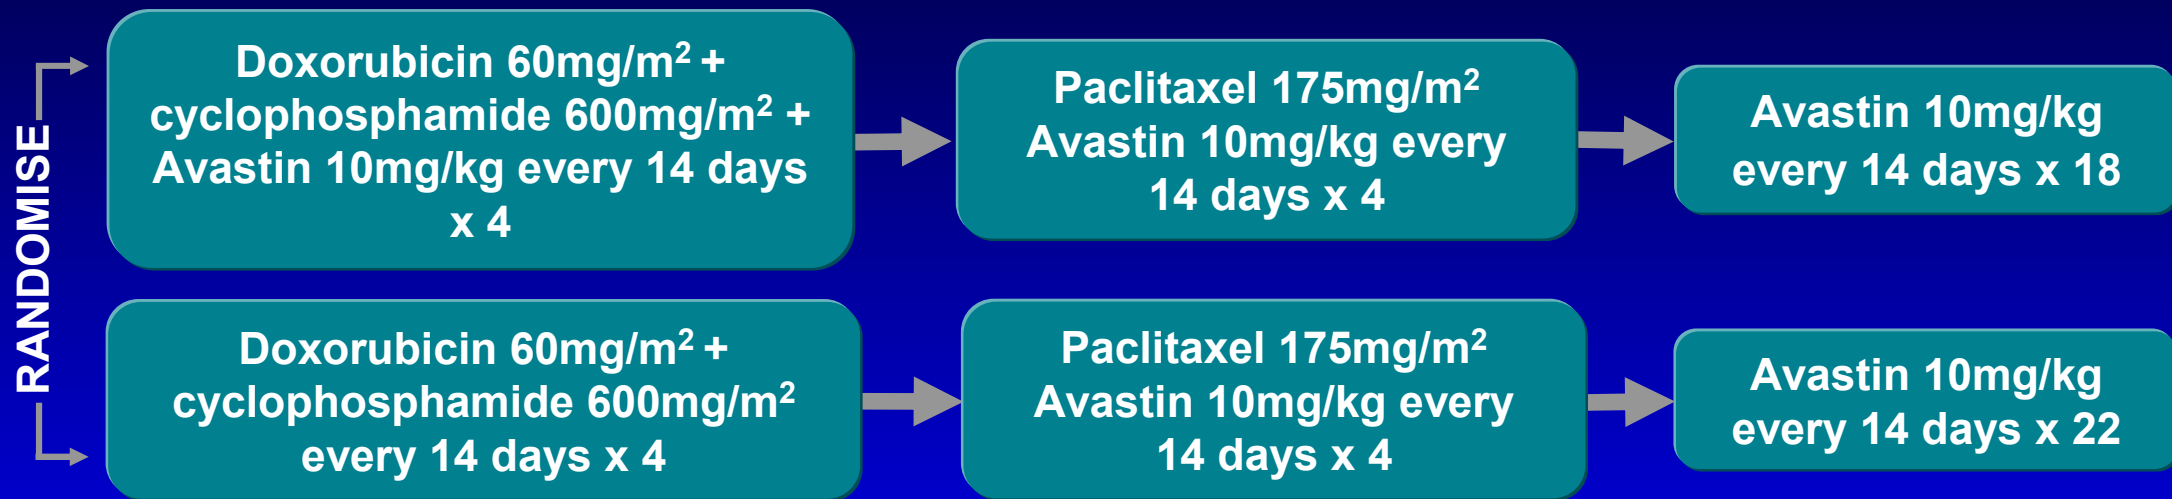 RANDOMISE
Doxorubicin 60mg/m² +
cyclophosphamide 600mg/m² +
Avastin 10mg/kg every 14 days
x 4
Paclitaxel 175mg/m²
Avastin 10mg/kg every
14 days x 4
Avastin 10mg/kg
every 14 days x 18
Doxorubicin 60mg/m² +
cyclophosphamide 600mg/m²
every 14 days x 4
Paclitaxel 175mg/m²
Avastin 10mg/kg every
14 days x 4
Avastin 10mg/kg
every 14 days x 22